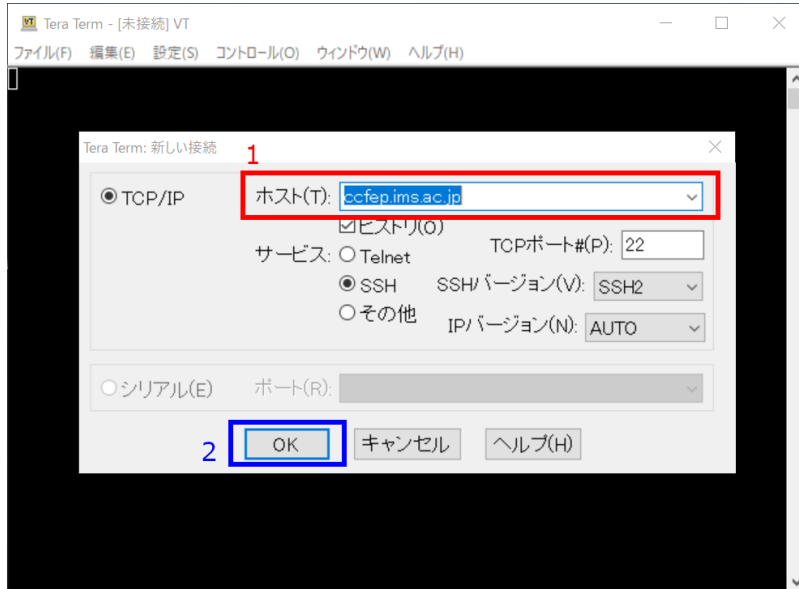 Tera Term - [未接続] VT
ファイル(F) 編集(E) 設定(S) コントロール(O) ウィンドウ(W) ヘルプ(H)
Tera Term: 新しい接続
1
TCP/IP ホスト(T): ccfep.ims.ac.jp
ヒストリ(O)
サービス: Telnet TCPポート#(P): 22
SSH SSHバージョン(V): SSH2
その他 IPバージョン(N): AUTO
シリアル(E) ポート(R):
2 OK キャンセル ヘルプ(H)